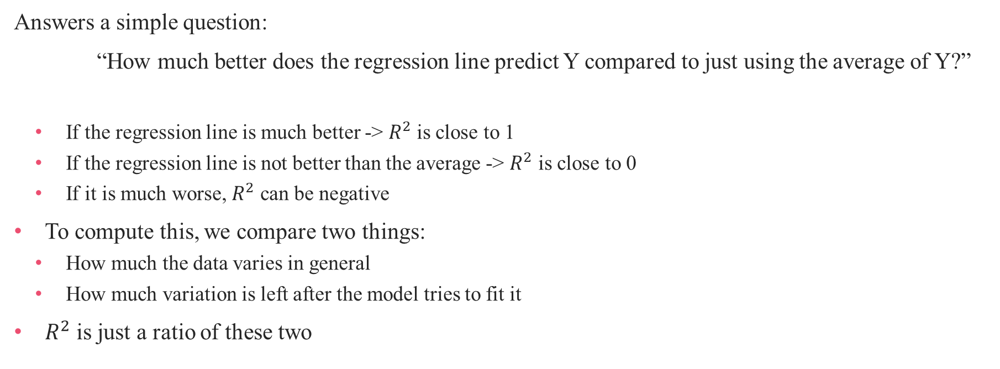 Answers a simple question:
“How much better does the regression line predict Y compared to just using the average of Y?”
• If the regression line is much better -> R² is close to 1
• If the regression line is not better than the average -> R² is close to 0
• If it is much worse, R² can be negative
• To compute this, we compare two things:
• How much the data varies in general
• How much variation is left after the model tries to fit it
• R² is just a ratio of these two